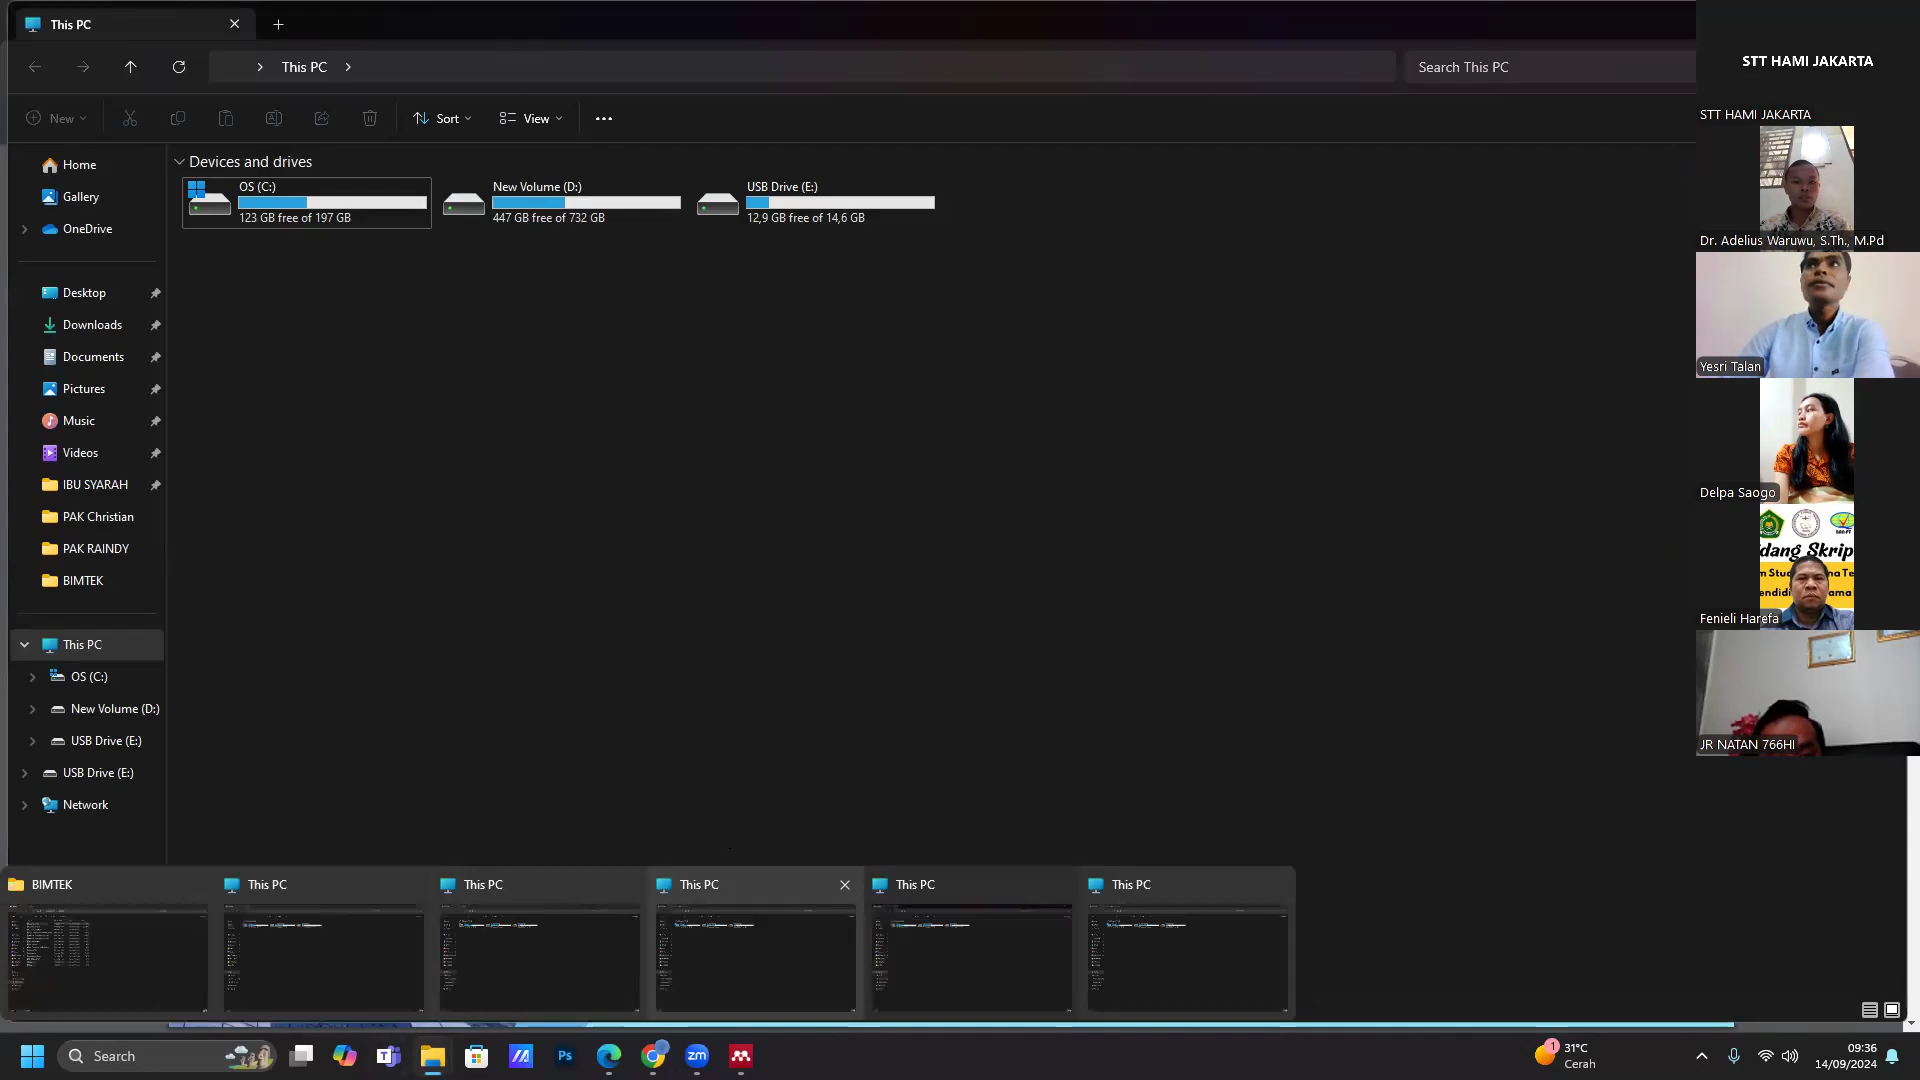 This PC
This PC
Search This PC
New
Sort
View
Home
Gallery
OneDrive
Desktop
Downloads
Documents
Pictures
Music
Videos
IBU SYARAH
PAK Christian
PAK RAINDY
BIMTEK
This PC
OS (C:)
New Volume (D:)
USB Drive (E:)
USB Drive (E:)
Network
Devices and drives
OS (C:)
123 GB free of 197 GB
New Volume (D:)
447 GB free of 732 GB
USB Drive (E:)
12,9 GB free of 14,6 GB
STT HAMI JAKARTA
STT HAMI JAKARTA
Dr. Adelius Waruwu, S.Th., M.Pd
Yesri Talan
Delpa Saogo
dang Skrip
Fenieli Harefa
JR NATAN 766HI
BIMTEK
This PC
This PC
This PC
This PC
This PC
Search
Ps
zm
1
31°C
Cerah
09:36
14/09/2024